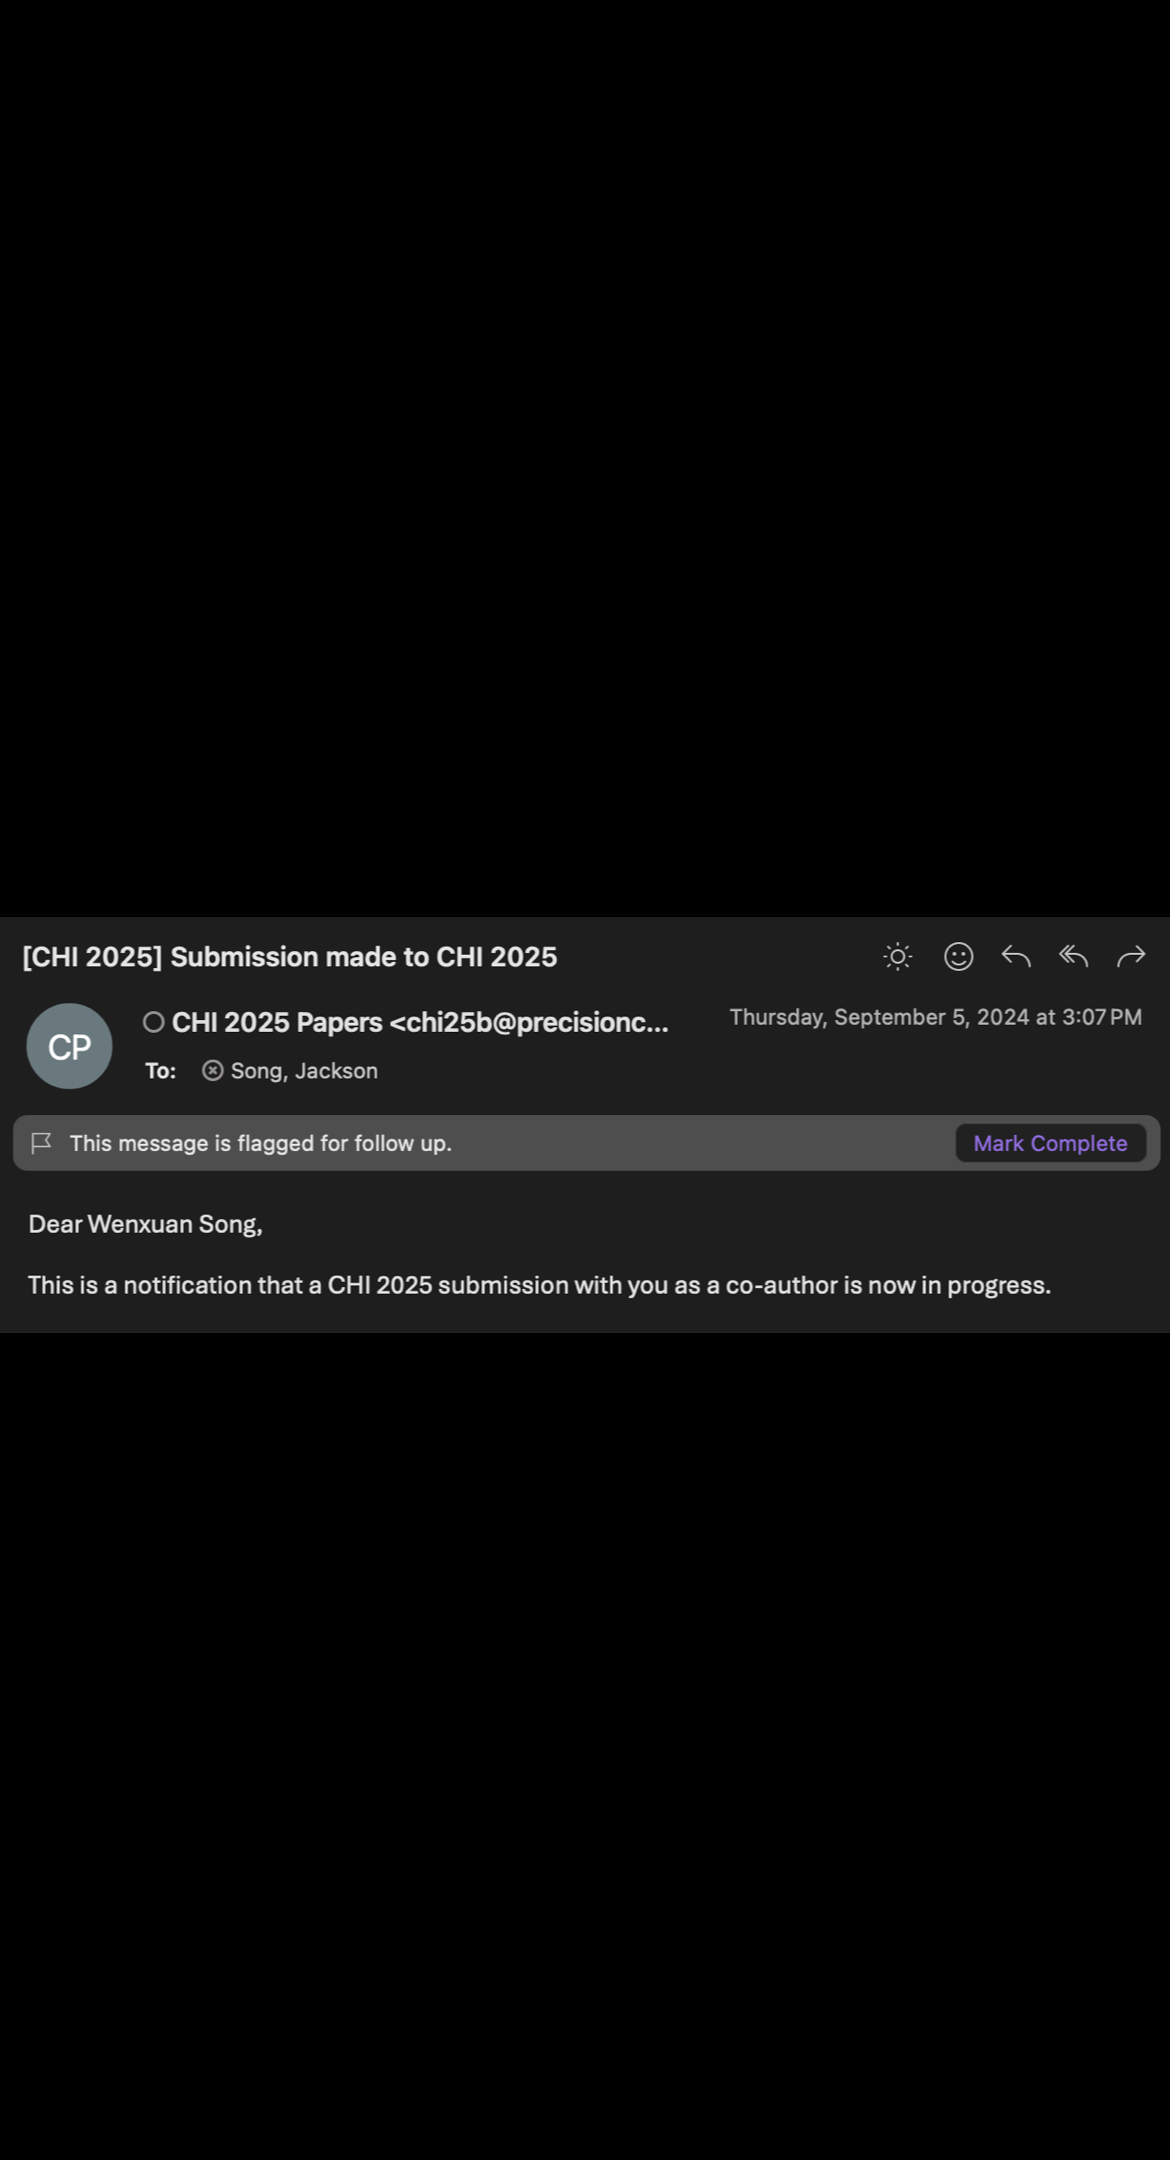 [CHI 2025] Submission made to CHI 2025
CP
CHI 2025 Papers <chi25b@precisionc...
Thursday, September 5, 2024 at 3:07 PM
To: Song, Jackson
This message is flagged for follow up.
Mark Complete
Dear Wenxuan Song,
This is a notification that a CHI 2025 submission with you as a co-author is now in progress.